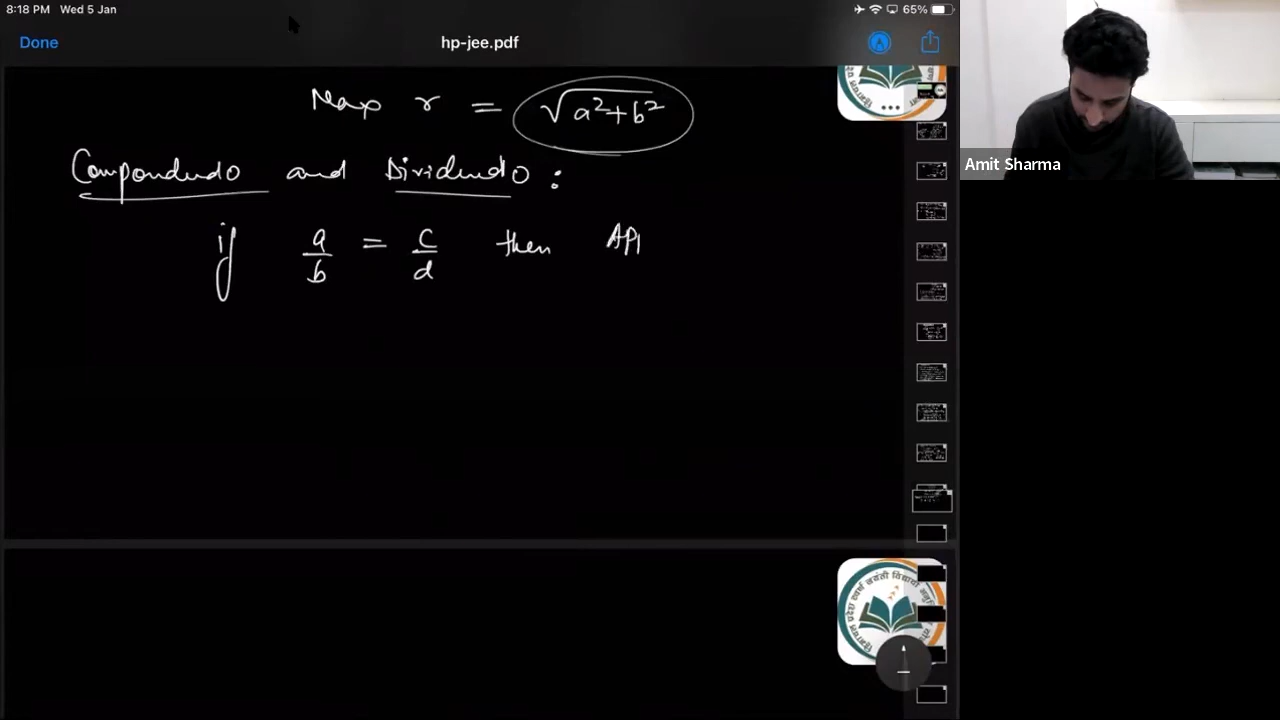 8:18 PM Wed 5 Jan
65%
Done
hp-jee.pdf
Max r = √a²+b²
Componendo and Dividendo :
if a/b = c/d then AP
Amit Sharma